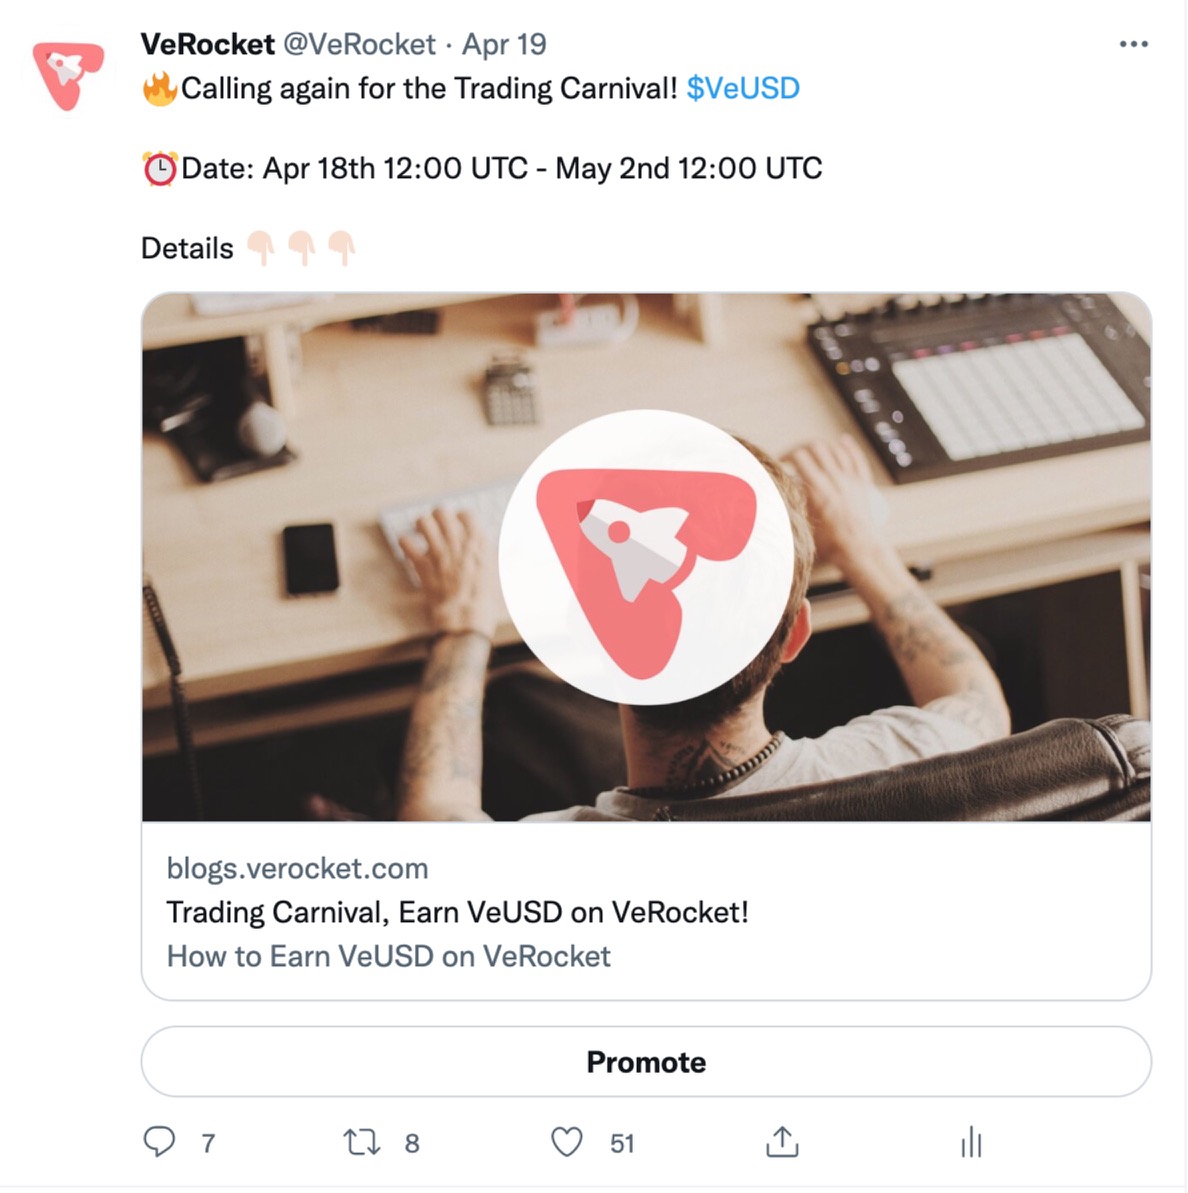 VeRocket @VeRocket · Apr 19
🔥Calling again for the Trading Carnival! $VeUSD
⏰Date: Apr 18th 12:00 UTC - May 2nd 12:00 UTC
Details 👇🏻👇🏻👇🏻
blogs.verocket.com
Trading Carnival, Earn VeUSD on VeRocket!
How to Earn VeUSD on VeRocket
Promote
7 8 51